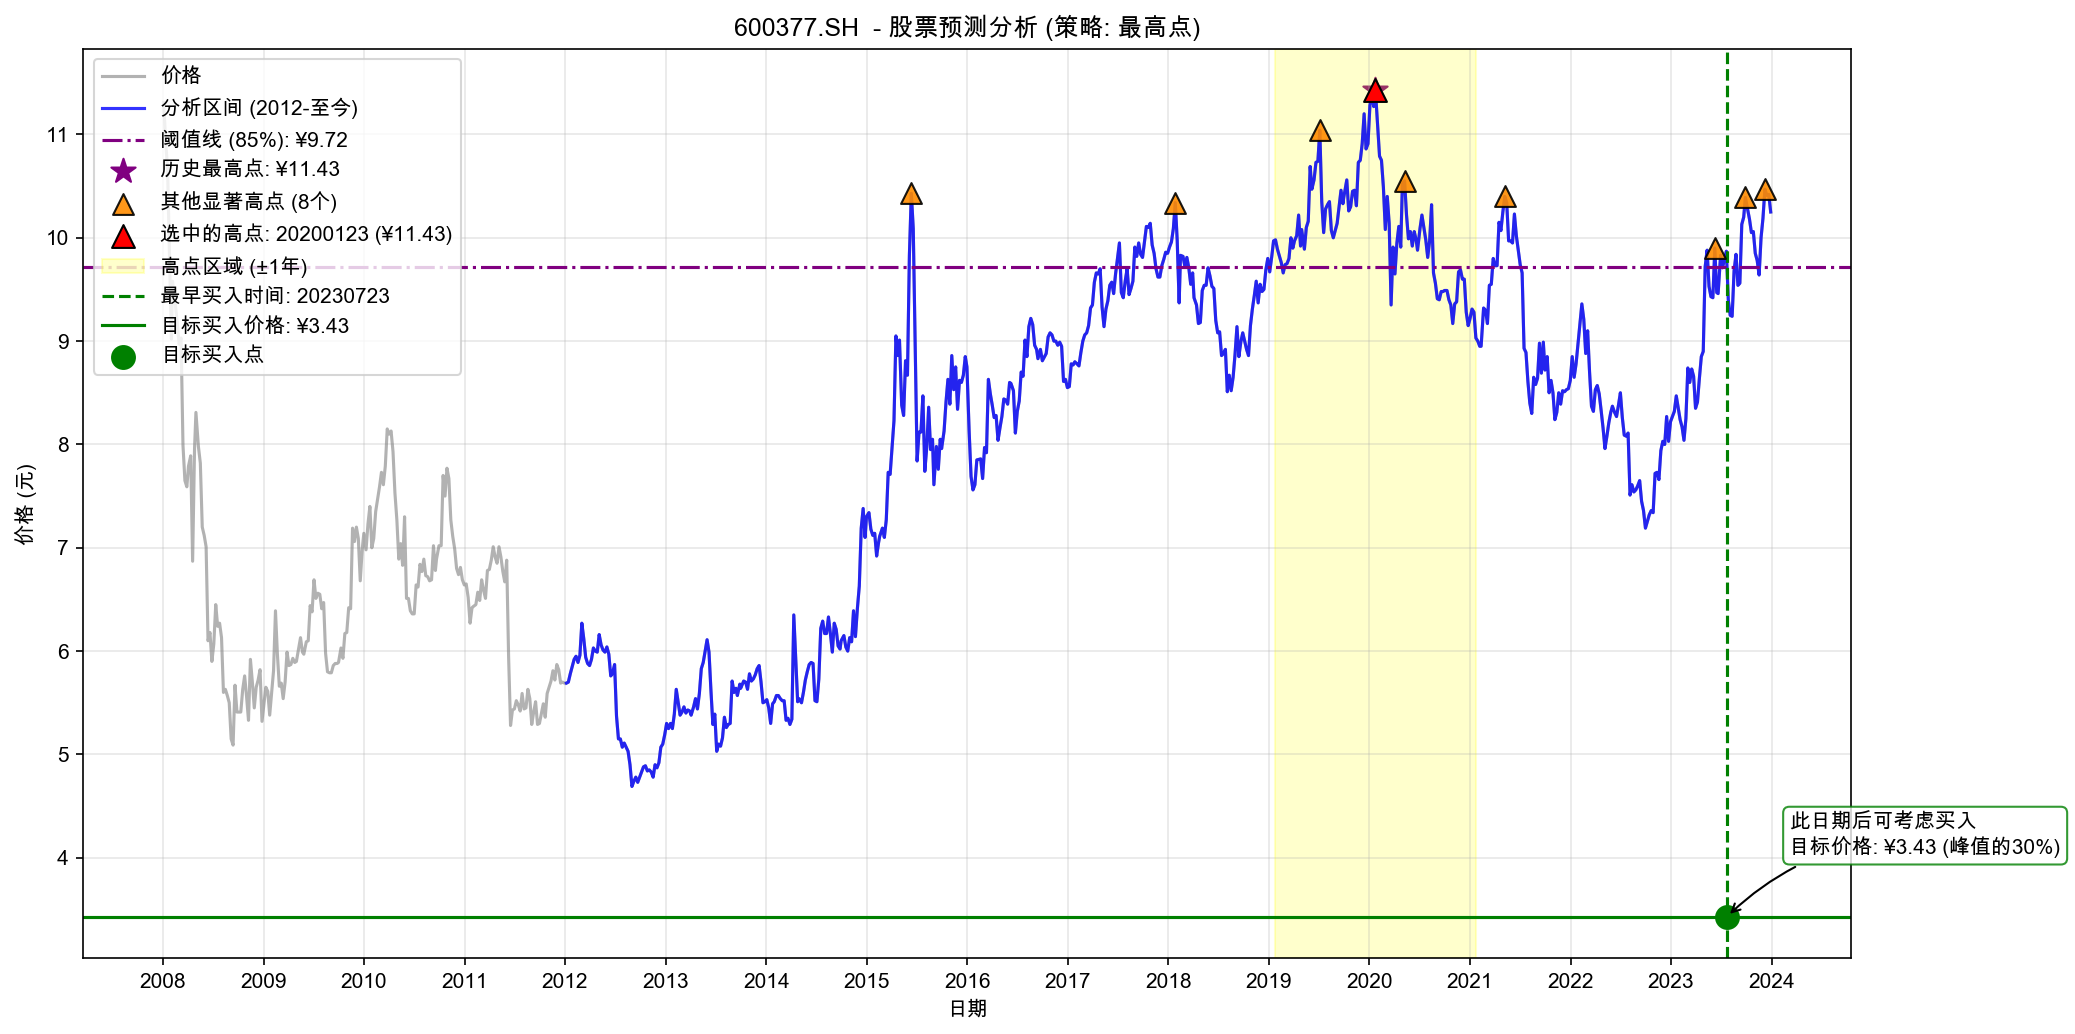 600377.SH - 股票预测分析 (策略: 最高点)
价格
分析区间 (2012-至今)
阈值线 (85%): ¥9.72
历史最高点: ¥11.43
其他显著高点 (8个)
选中的高点: 20200123 (¥11.43)
高点区域 (±1年)
最早买入时间: 20230723
目标买入价格: ¥3.43
目标买入点
价格 (元)
11
10
9
8
7
6
5
4
此日期后可考虑买入
目标价格: ¥3.43 (峰值的30%)
2008 2009 2010 2011 2012 2013 2014 2015 2016 2017 2018 2019 2020 2021 2022 2023 2024
日期